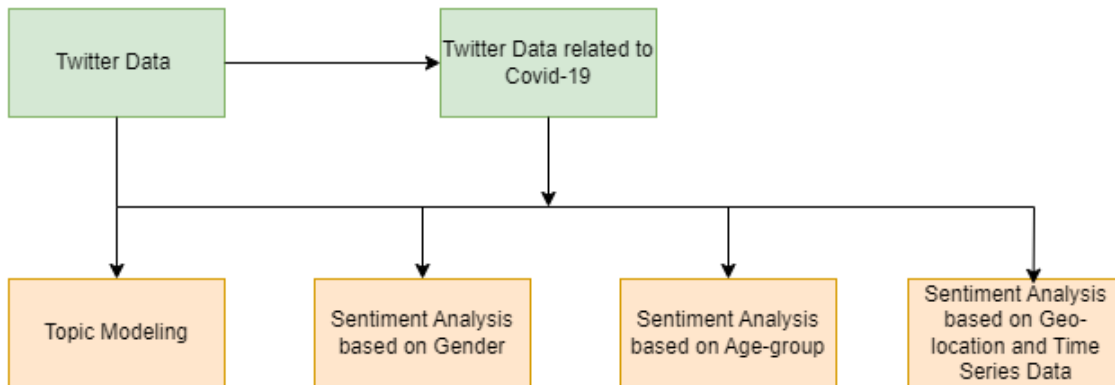 Twitter Data
Twitter Data related to
Covid-19
Topic Modeling
Sentiment Analysis
based on Gender
Sentiment Analysis
based on Age-group
Sentiment Analysis
based on Geo-
location and Time
Series Data